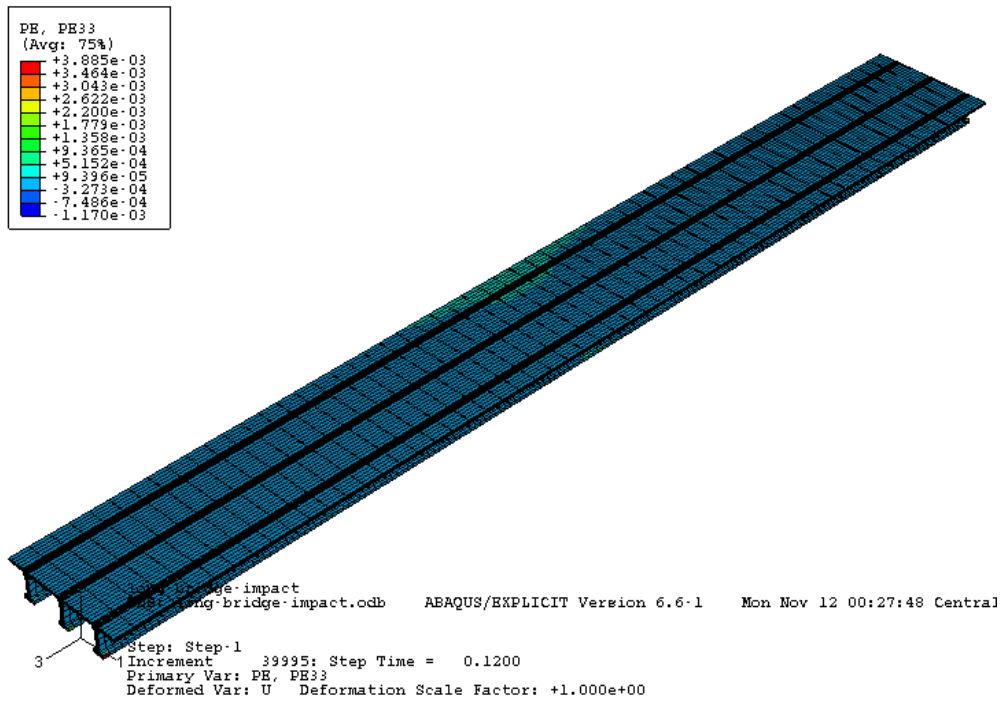 PE, PE33
(Avg: 75%)
+3.885e-03
+3.464e-03
+3.043e-03
+2.622e-03
+2.200e-03
+1.779e-03
+1.358e-03
+9.365e-04
+5.152e-04
+9.396e-05
-3.273e-04
-7.486e-04
-1.170e-03
long bridge-impact
ODB: long-bridge-impact.odb ABAQUS/EXPLICIT Version 6.6-1 Mon Nov 12 00:27:48 Central
Step: Step-1
3
1
Increment 39995: Step Time = 0.1200
Primary Var: PE, PE33
Deformed Var: U Deformation Scale Factor: +1.000e+00